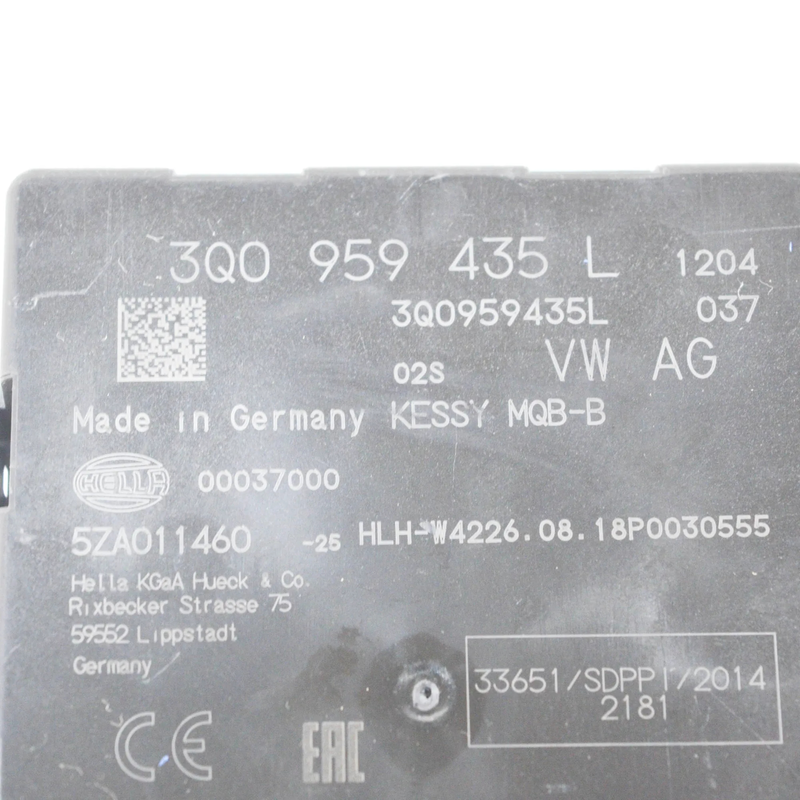 3Q0 959 435 L 1204
3Q0959435L 037
02S VW AG
Made in Germany KESSY MQB-B
HELLA 00037000
5ZA011460 -25 HLH-W4226.08.18P0030555
Hella KGaA Hueck & Co.
Rixbecker Strasse 75
59552 Lippstadt
Germany
33651/SDPPI/2014
2181
CE EAC